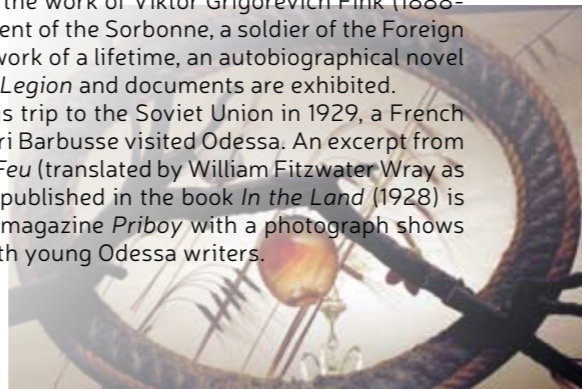 the work of Viktor Grigorevich Fink (1888-
ent of the Sorbonne, a soldier of the Foreign
work of a lifetime, an autobiographical novel
Legion and documents are exhibited.
is trip to the Soviet Union in 1929, a French
ri Barbusse visited Odessa. An excerpt from
Feu (translated by William Fitzwater Wray as
published in the book In the Land (1928) is
magazine Priboy with a photograph shows
th young Odessa writers.